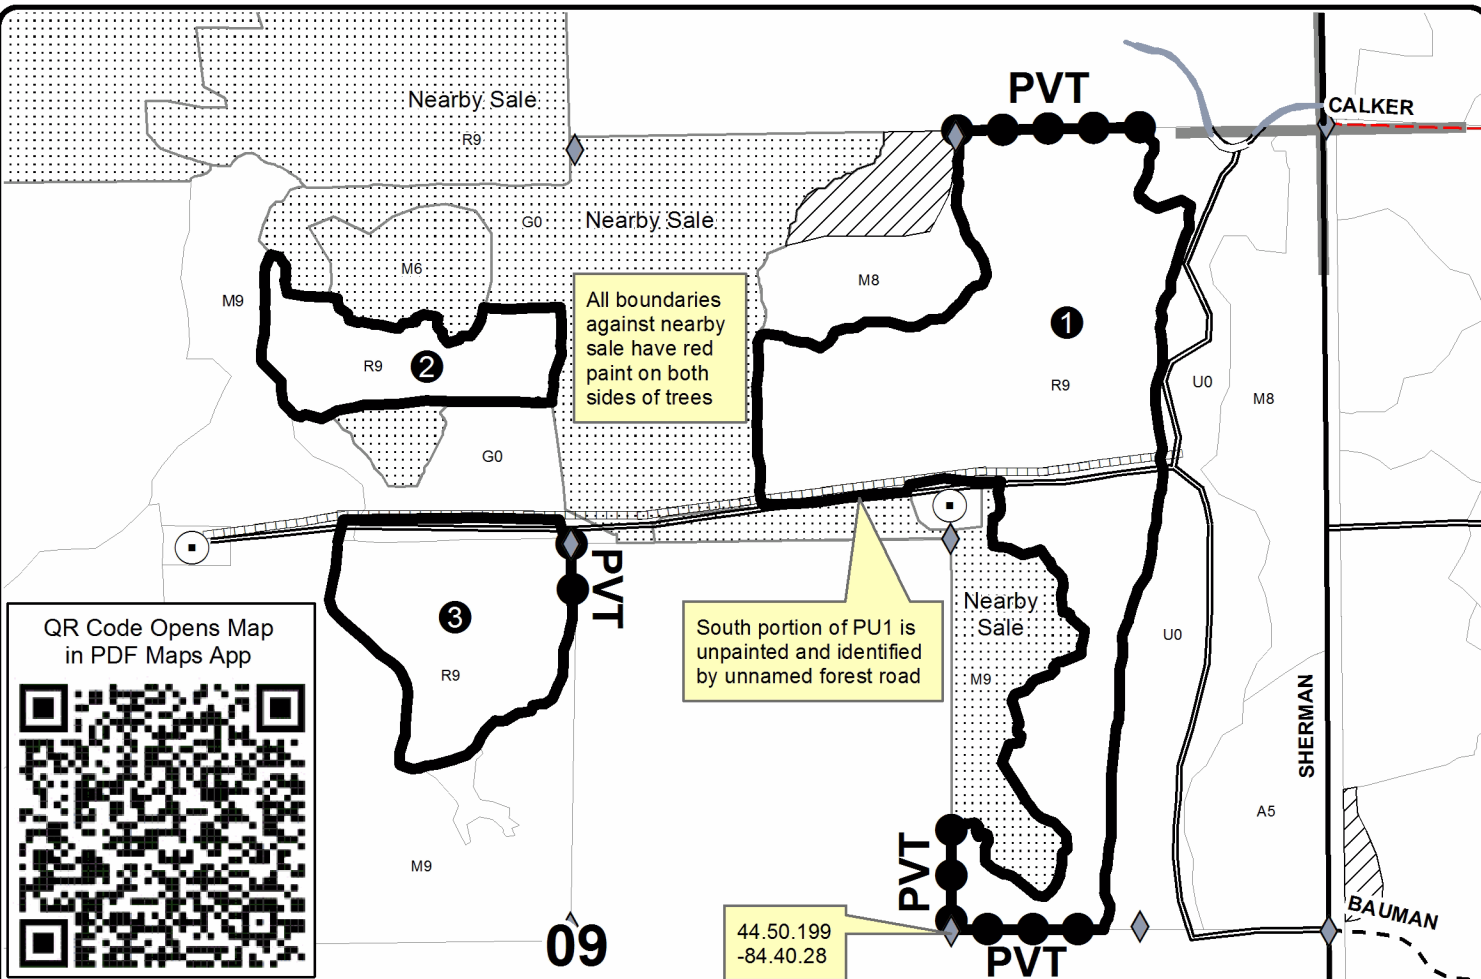 PVT
CALKER
Nearby Sale
R9
G0
Nearby Sale
M6
M8
M9
All boundaries
against nearby
sale have red
paint on both
sides of trees
1
R9
2
R9
U0
M8
G0
PVT
3
R9
Nearby
Sale
M9
South portion of PU1 is
unpainted and identified
by unnamed forest road
U0
QR Code Opens Map
in PDF Maps App
SHERMAN
A5
M9
PVT
BAUMAN
09
44.50.199
-84.40.28
PVT